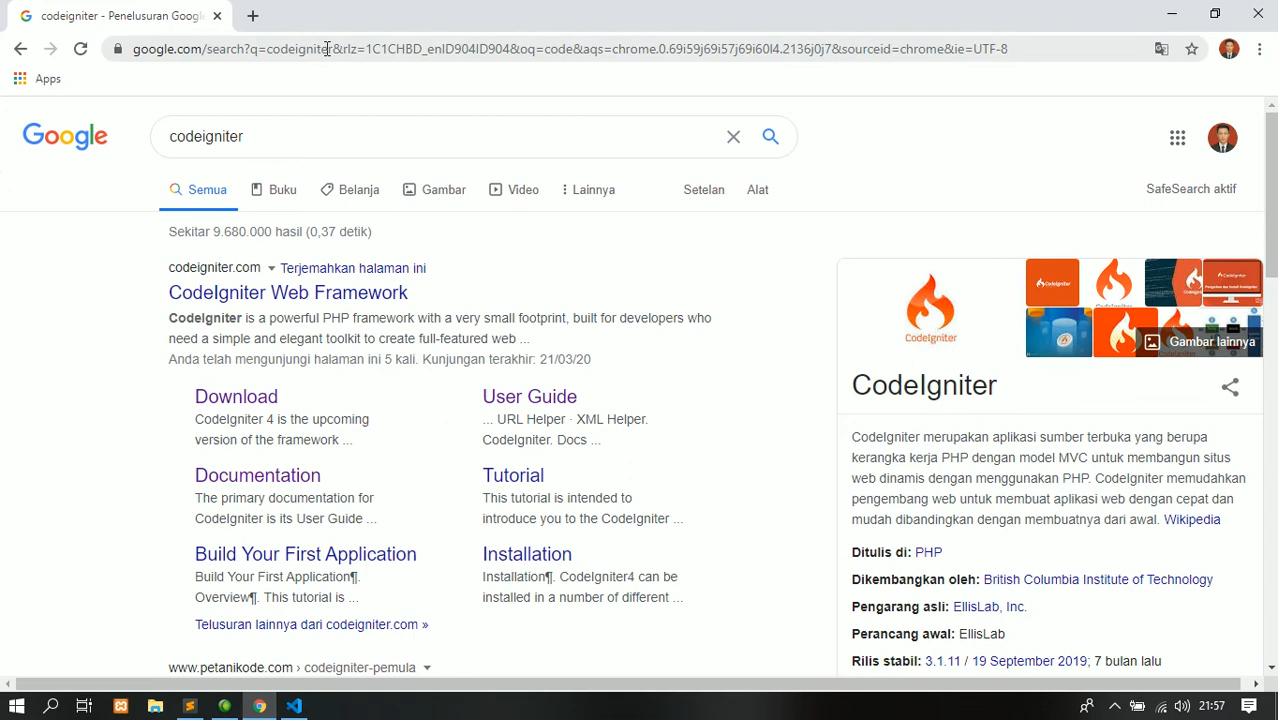 codeigniter - Penelusuran Google
google.com/search?q=codeigniter&rlz=1C1CHBD_enID904ID904&oq=code&aqs=chrome.0.69i59j69i57j69i60l4.2136j0j7&sourceid=chrome&ie=UTF-8
Apps
Google
codeigniter
Semua
Buku
Belanja
Gambar
Video
Lainnya
Setelan
Alat
SafeSearch aktif
Sekitar 9.680.000 hasil (0,37 detik)
codeigniter.com Terjemahkan halaman ini
CodeIgniter Web Framework
CodeIgniter is a powerful PHP framework with a very small footprint, built for developers who
need a simple and elegant toolkit to create full-featured web ...
Anda telah mengunjungi halaman ini 5 kali. Kunjungan terakhir: 21/03/20
Download
CodeIgniter 4 is the upcoming
version of the framework ...
User Guide
... URL Helper · XML Helper.
CodeIgniter. Docs ...
Documentation
The primary documentation for
CodeIgniter is its User Guide ...
Tutorial
This tutorial is intended to
introduce you to the CodeIgniter ...
Build Your First Application
Build Your First Application¶.
Overview¶. This tutorial is ...
Installation
Installation¶. CodeIgniter4 can be
installed in a number of different ...
Telusuran lainnya dari codeigniter.com »
www.petanikode.com › codeigniter-pemula
CodeIgniter
Gambar lainnya
CodeIgniter
CodeIgniter merupakan aplikasi sumber terbuka yang berupa
kerangka kerja PHP dengan model MVC untuk membangun situs
web dinamis dengan menggunakan PHP. CodeIgniter memudahkan
pengembang web untuk membuat aplikasi web dengan cepat dan
mudah dibandingkan dengan membuatnya dari awal. Wikipedia
Ditulis di: PHP
Dikembangkan oleh: British Columbia Institute of Technology
Pengarang asli: EllisLab, Inc.
Perancang awal: EllisLab
Rilis stabil: 3.1.11 / 19 September 2019; 7 bulan lalu
21:57